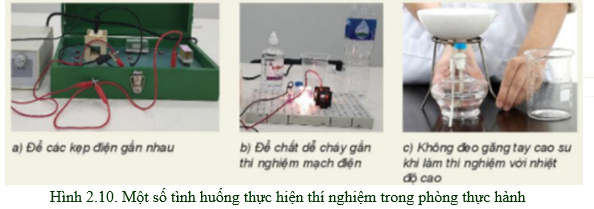 a) Để các kẹp điện gần nhau
b) Để chất dễ cháy gần
thí nghiệm mạch điện
c) Không đeo găng tay cao su
khi làm thí nghiệm với nhiệt
độ cao
Hình 2.10. Một số tình huống thực hiện thí nghiệm trong phòng thực hành